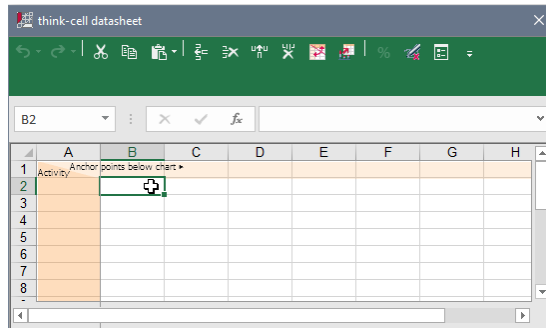 think-cell datasheet
%
B2
fx
A B C D E F G H
1 Anchor points below chart ▸
Activity
2
3
4
5
6
7
8